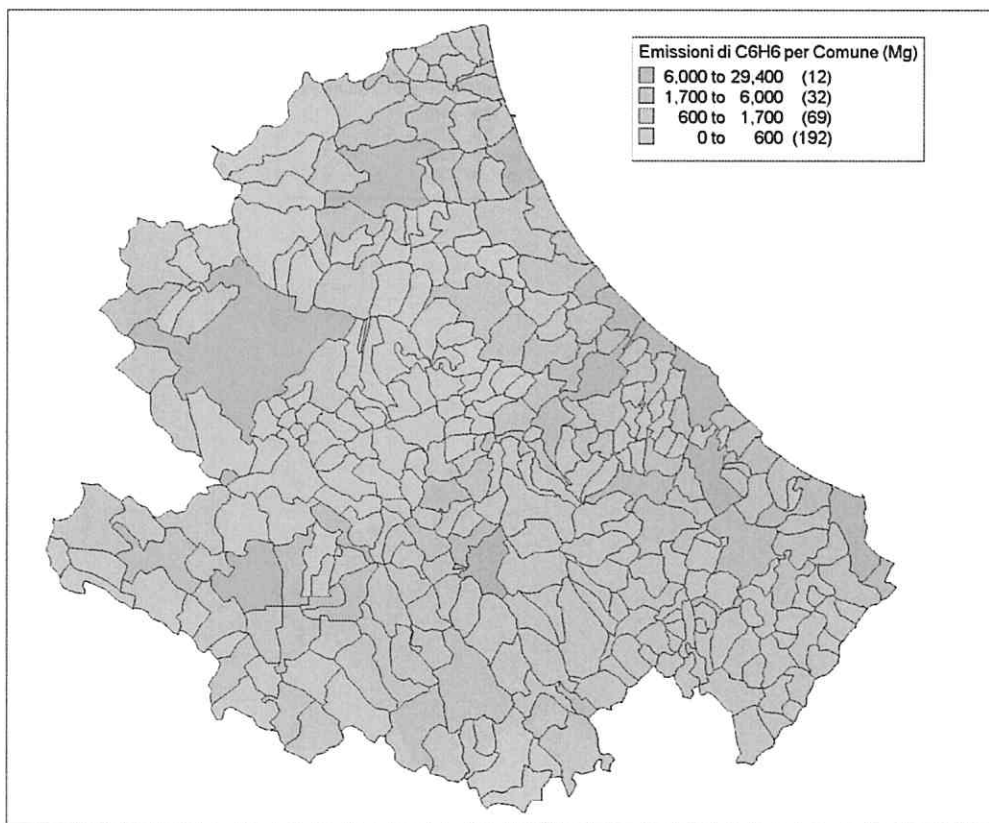 Emissioni di C6H6 per Comune (Mg)
6,000 to 29,400 (12)
1,700 to 6,000 (32)
600 to 1,700 (69)
0 to 600 (192)